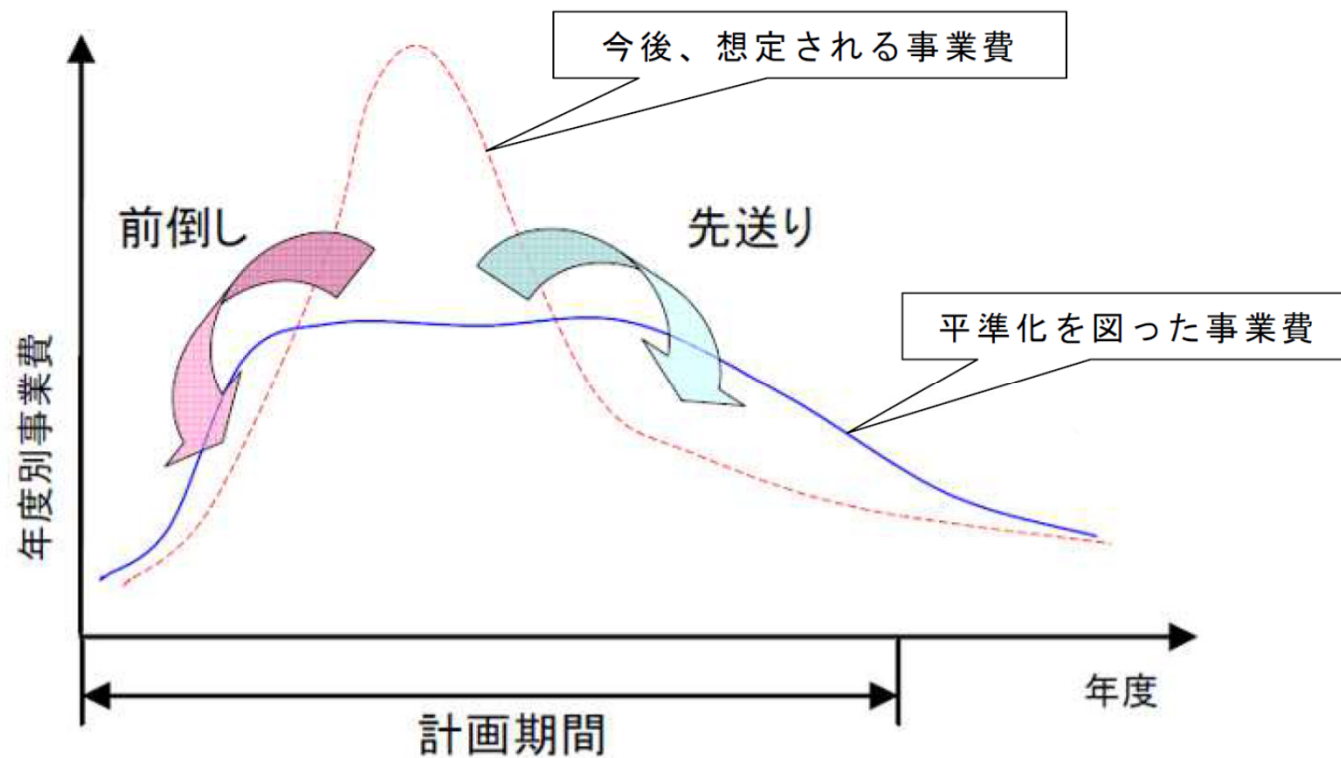 今後、想定される事業費
前倒し
先送り
平準化を図った事業費
年度別事業費
年度
計画期間